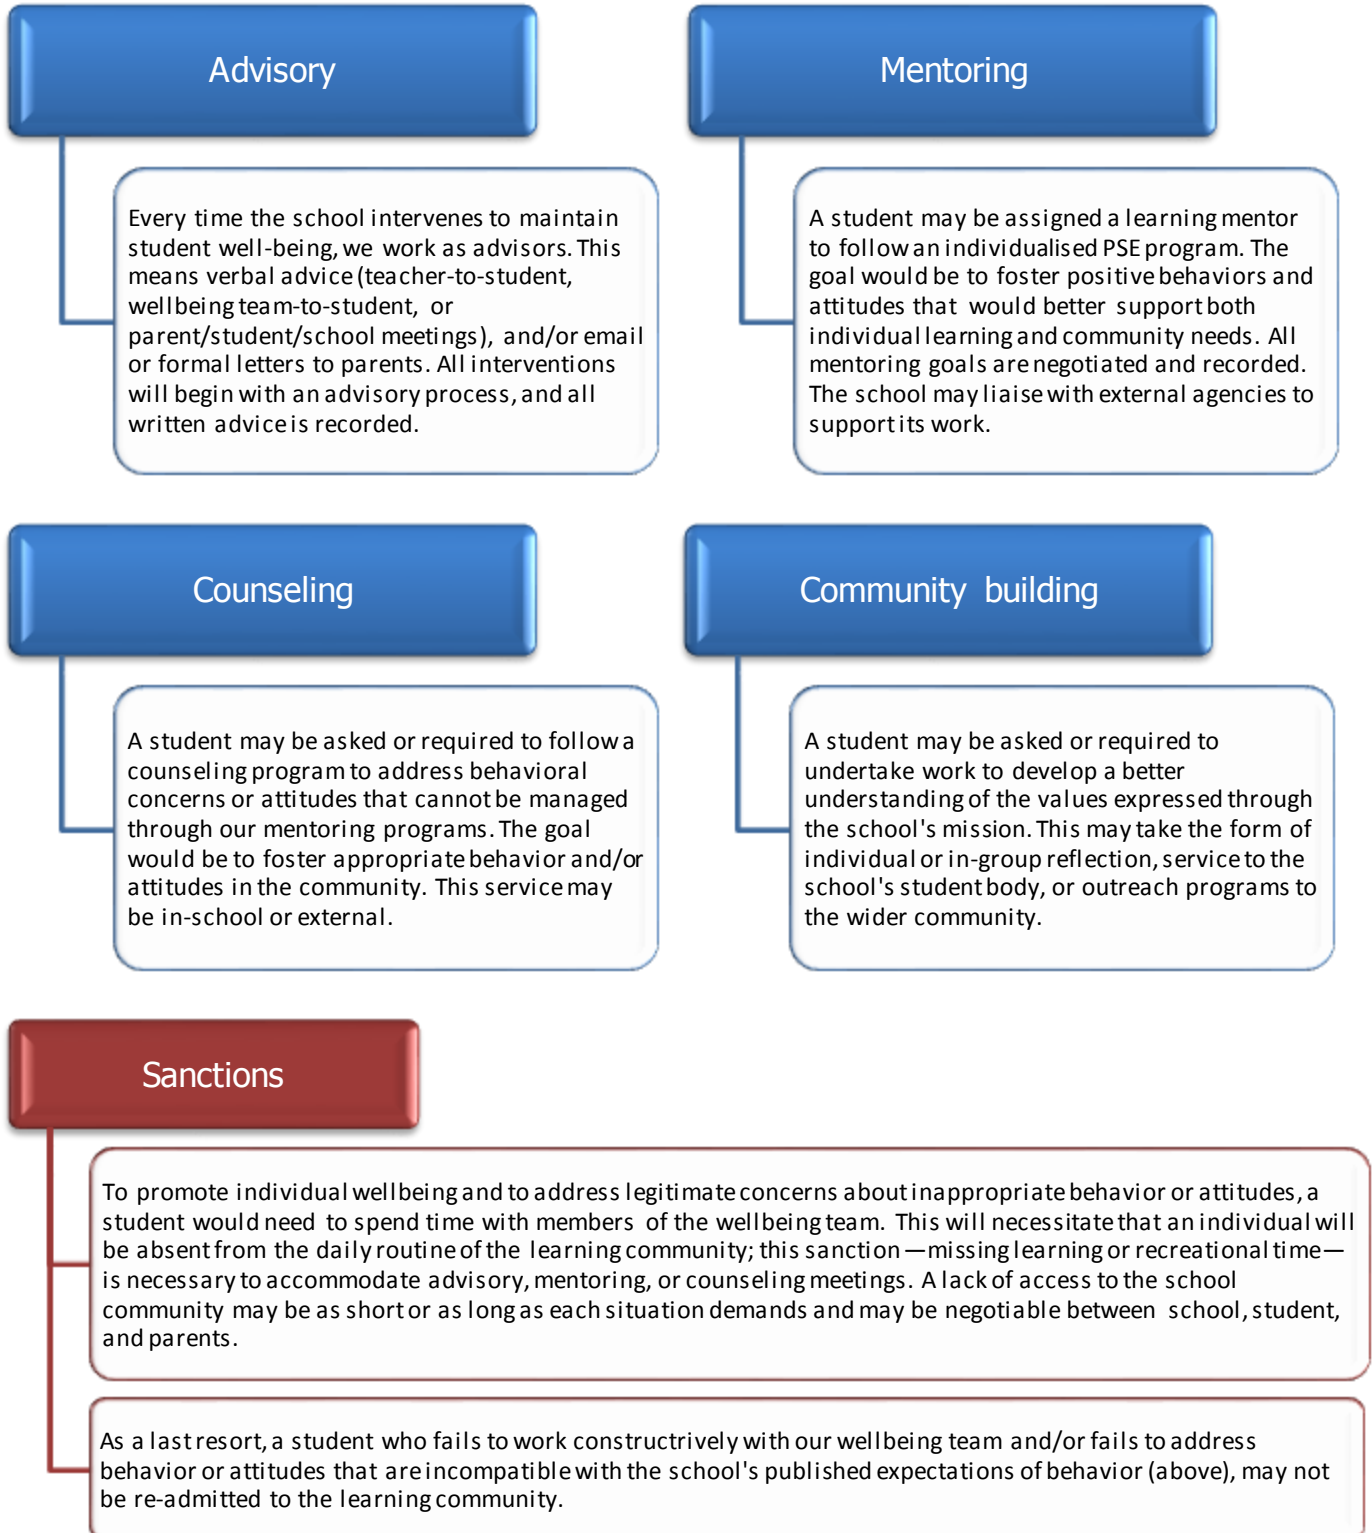 Advisory
Every time the school intervenes to maintain
student well-being, we work as advisors. This
means verbal advice (teacher-to-student,
wellbeing team-to-student, or
parent/student/school meetings), and/or email
or formal letters to parents. All interventions
will begin with an advisory process, and all
written advice is recorded.
Mentoring
A student may be assigned a learning mentor
to follow an individualised PSE program. The
goal would be to foster positive behaviors and
attitudes that would better support both
individual learning and community needs. All
mentoring goals are negotiated and recorded.
The school may liaise with external agencies to
support its work.
Counseling
A student may be asked or required to follow a
counseling program to address behavioral
concerns or attitudes that cannot be managed
through our mentoring programs. The goal
would be to foster appropriate behavior and/or
attitudes in the community. This service may
be in-school or external.
Community building
A student may be asked or required to
undertake work to develop a better
understanding of the values expressed through
the school's mission. This may take the form of
individual or in-group reflection, service to the
school's student body, or outreach programs to
the wider community.
Sanctions
To promote individual wellbeing and to address legitimate concerns about inappropriate behavior or attitudes, a
student would need to spend time with members of the wellbeing team. This will necessitate that an individual will
be absent from the daily routine of the learning community; this sanction—missing learning or recreational time—
is necessary to accommodate advisory, mentoring, or counseling meetings. A lack of access to the school
community may be as short or as long as each situation demands and may be negotiable between school, student,
and parents.
As a last resort, a student who fails to work constructrively with our wellbeing team and/or fails to address
behavior or attitudes that are incompatible with the school's published expectations of behavior (above), may not
be re-admitted to the learning community.